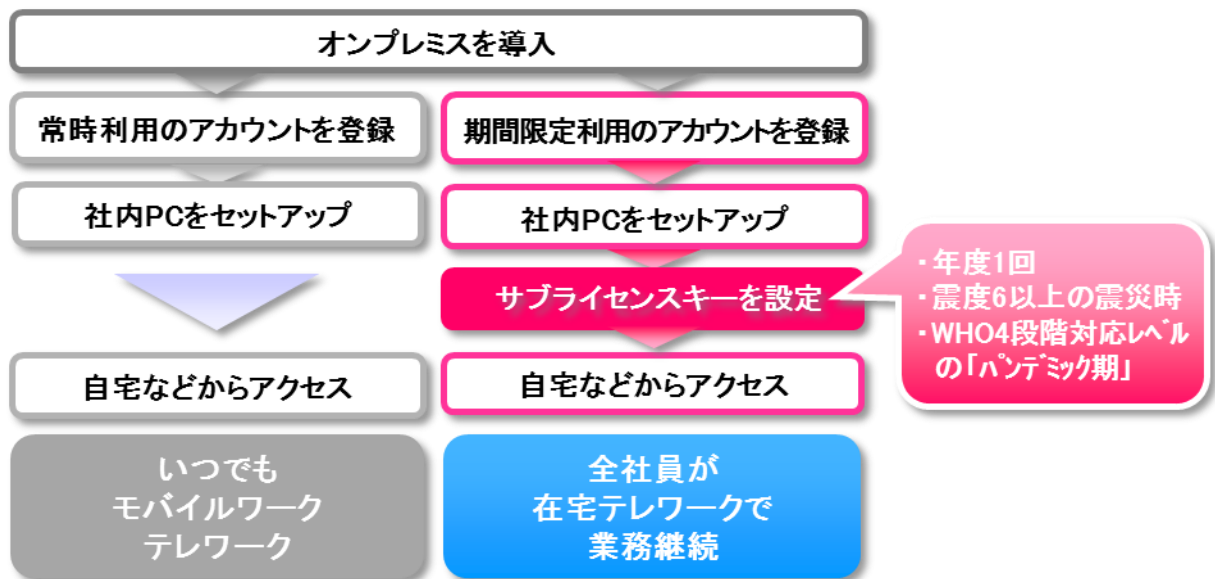 オンプレミスを導入
常時利用のアカウントを登録
期間限定利用のアカウントを登録
社内PCをセットアップ
社内PCをセットアップ
サブライセンスキーを設定
・年度1回
・震度6以上の震災時
・WHO4段階対応ﾚﾍﾞﾙ
の「ﾊﾟﾝﾃﾞﾐｯｸ期」
自宅などからアクセス
自宅などからアクセス
いつでも
モバイルワーク
テレワーク
全社員が
在宅テレワークで
業務継続